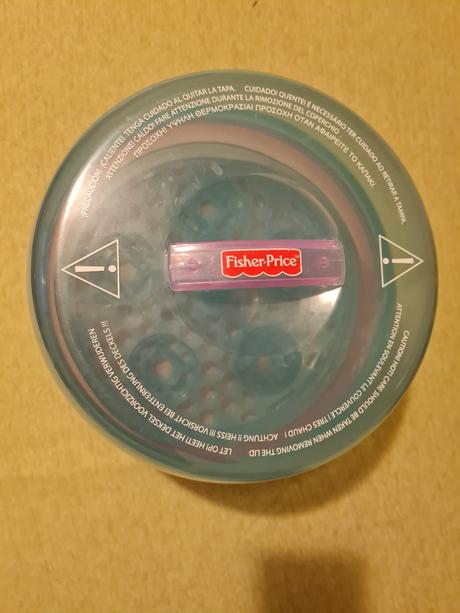 ¡PRECAUCIÓN! ¡CALIENTE! TENGA CUIDADO AL QUITAR LA TAPA. CUIDADO! QUENTE! É NECESSÁRIO TER CUIDADO AO RETIRAR A TAMPA.
ATTENZIONE! CALDO! FARE ATTENZIONE DURANTE LA RIMOZIONE DEL COPERCHIO
ΠΡΟΣΟΧΗ! ΥΨΗΛΗ ΘΕΡΜΟΚΡΑΣΙΑ! ΠΡΟΣΟΧΗ ΟΤΑΝ ΑΦΑΙΡΕΙΤΕ ΤΟ ΚΑΠΑΚΙ.
!
Fisher-Price
!
CAUTION! HOT! CARE SHOULD BE TAKEN WHEN REMOVING THE LID
ATTENTION EN SOULEVANT LE COUVERCLE ! TRES CHAUD !
LET OP! HEET! HET DEKSEL VOORZICHTIG VERWIJDEREN
ACHTUNG !! HEISS !!! VORSICHT BEI ENTFERNUNG DES DECKELS !!!